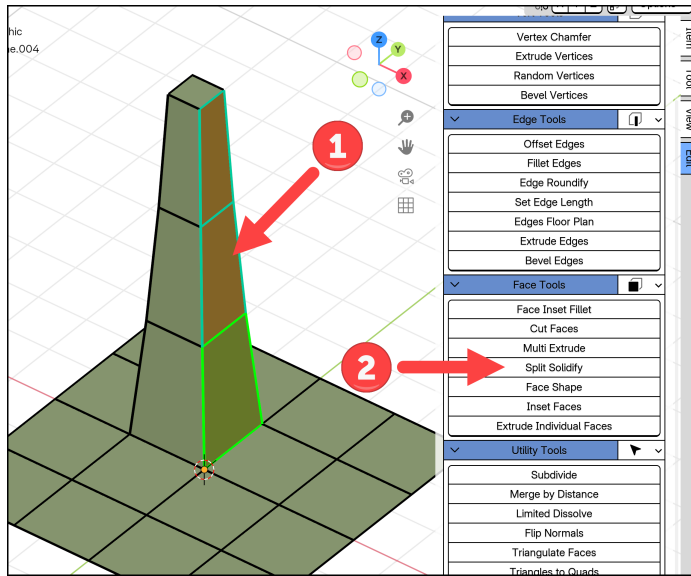 hic
e.004
Z
Y
X
1
2
Vertex Chamfer
Extrude Vertices
Random Vertices
Bevel Vertices
Edge Tools
Offset Edges
Fillet Edges
Edge Roundify
Set Edge Length
Edges Floor Plan
Extrude Edges
Bevel Edges
Face Tools
Face Inset Fillet
Cut Faces
Multi Extrude
Split Solidify
Face Shape
Inset Faces
Extrude Individual Faces
Utility Tools
Subdivide
Merge by Distance
Limited Dissolve
Flip Normals
Triangulate Faces
Triangles to Quads
Item
Tool
View
Edit